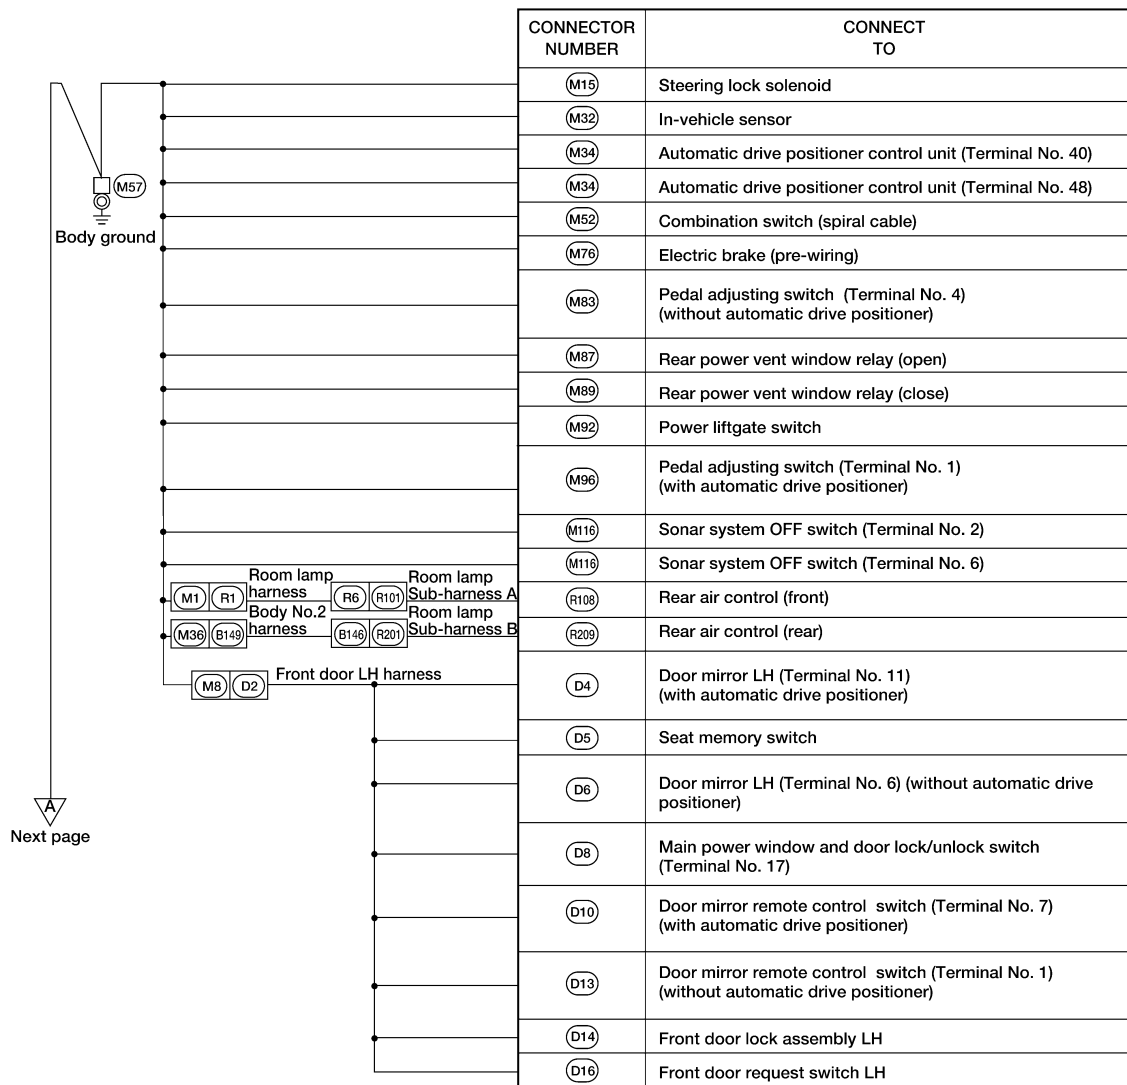 CONNECTOR NUMBER
CONNECT TO
M15 Steering lock solenoid
M32 In-vehicle sensor
M34 Automatic drive positioner control unit (Terminal No. 40)
M34 Automatic drive positioner control unit (Terminal No. 48)
M57
Body ground
M52 Combination switch (spiral cable)
M76 Electric brake (pre-wiring)
M83 Pedal adjusting switch (Terminal No. 4)
(without automatic drive positioner)
M87 Rear power vent window relay (open)
M89 Rear power vent window relay (close)
M92 Power liftgate switch
M96 Pedal adjusting switch (Terminal No. 1)
(with automatic drive positioner)
M116 Sonar system OFF switch (Terminal No. 2)
M116 Sonar system OFF switch (Terminal No. 6)
M1 R1 Room lamp harness R6 R101 Room lamp Sub-harness A R108 Rear air control (front)
M36 B149 Body No.2 harness B146 R201 Room lamp Sub-harness B R209 Rear air control (rear)
M8 D2 Front door LH harness
D4 Door mirror LH (Terminal No. 11)
(with automatic drive positioner)
D5 Seat memory switch
D6 Door mirror LH (Terminal No. 6) (without automatic drive
positioner)
A
Next page
D8 Main power window and door lock/unlock switch
(Terminal No. 17)
D10 Door mirror remote control switch (Terminal No. 7)
(with automatic drive positioner)
D13 Door mirror remote control switch (Terminal No. 1)
(without automatic drive positioner)
D14 Front door lock assembly LH
D16 Front door request switch LH